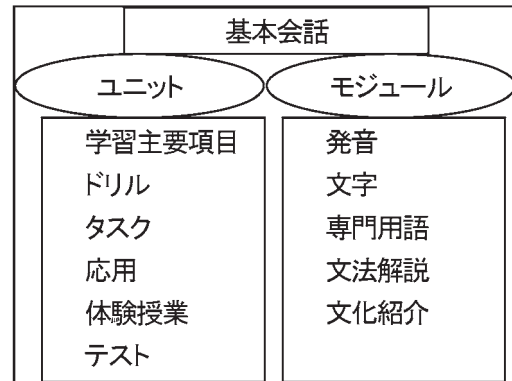 基本会話
ユニット
モジュール
学習主要項目
ドリル
タスク
応用
体験授業
テスト
発音
文字
専門用語
文法解説
文化紹介